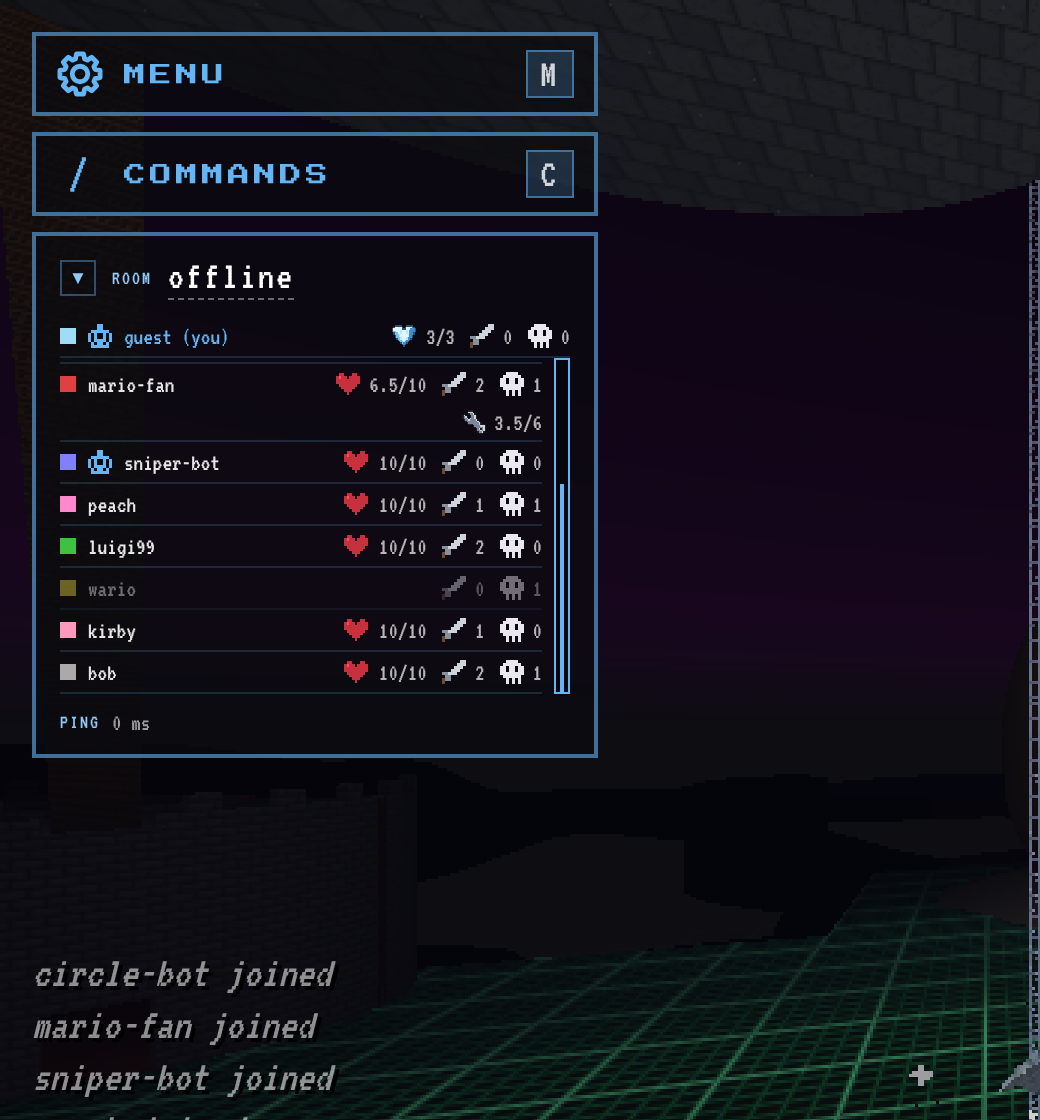 MENU M
/ COMMANDS C
▼ ROOM offline
guest (you) 3/3 0 0
mario-fan 6.5/10 2 1
3.5/6
sniper-bot 10/10 0 0
peach 10/10 1 1
luigi99 10/10 2 0
wario 0 1
kirby 10/10 1 0
bob 10/10 2 1
PING 0 ms
circle-bot joined
mario-fan joined
sniper-bot joined